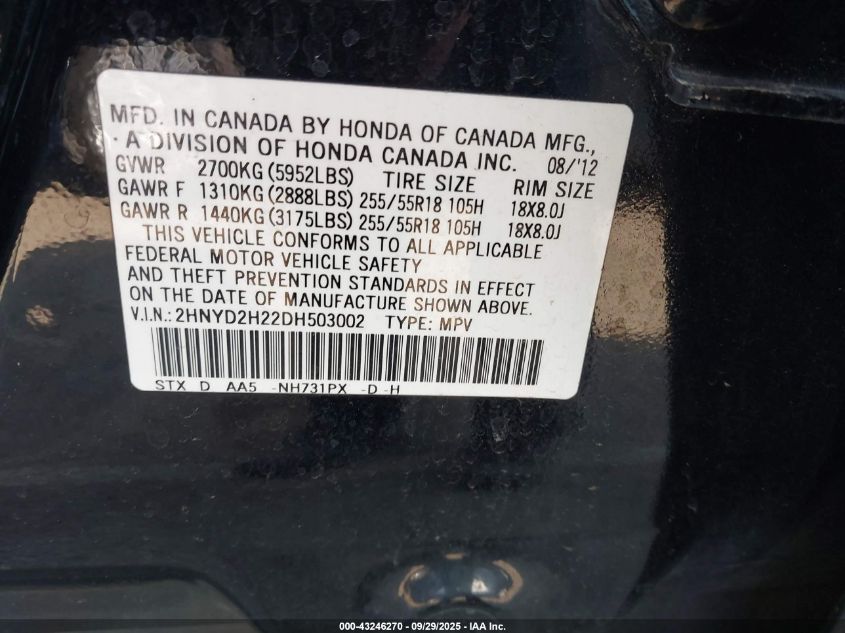 MFD. IN CANADA BY HONDA OF CANADA MFG.,
A DIVISION OF HONDA CANADA INC. 08/'12
GVWR 2700KG (5952LBS) TIRE SIZE RIM SIZE
GAWR F 1310KG (2888LBS) 255/55R18 105H 18X8.0J
GAWR R 1440KG (3175LBS) 255/55R18 105H 18X8.0J
THIS VEHICLE CONFORMS TO ALL APPLICABLE
FEDERAL MOTOR VEHICLE SAFETY
AND THEFT PREVENTION STANDARDS IN EFFECT
ON THE DATE OF MANUFACTURE SHOWN ABOVE.
V.I.N.: 2HNYD2H22DH503002 TYPE: MPV
STX D AA5 -NH731PX -D -H
000-43246270 - 09/29/2025 - IAA Inc.